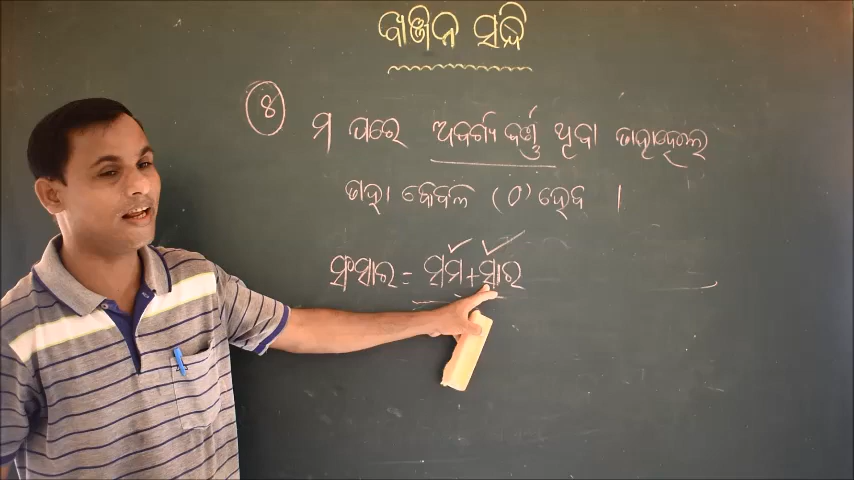 ବ୍ୟଞ୍ଜନ ସନ୍ଧି
୪ ମ ପରେ ଅବର୍ଗ୍ୟ ବର୍ଣ୍ଣ ଥିବା ତାହାହେଲେ
ତାହା କେବଳ (ଂ) ହେବ ।
ସଂସାର = ସମ + ସାର